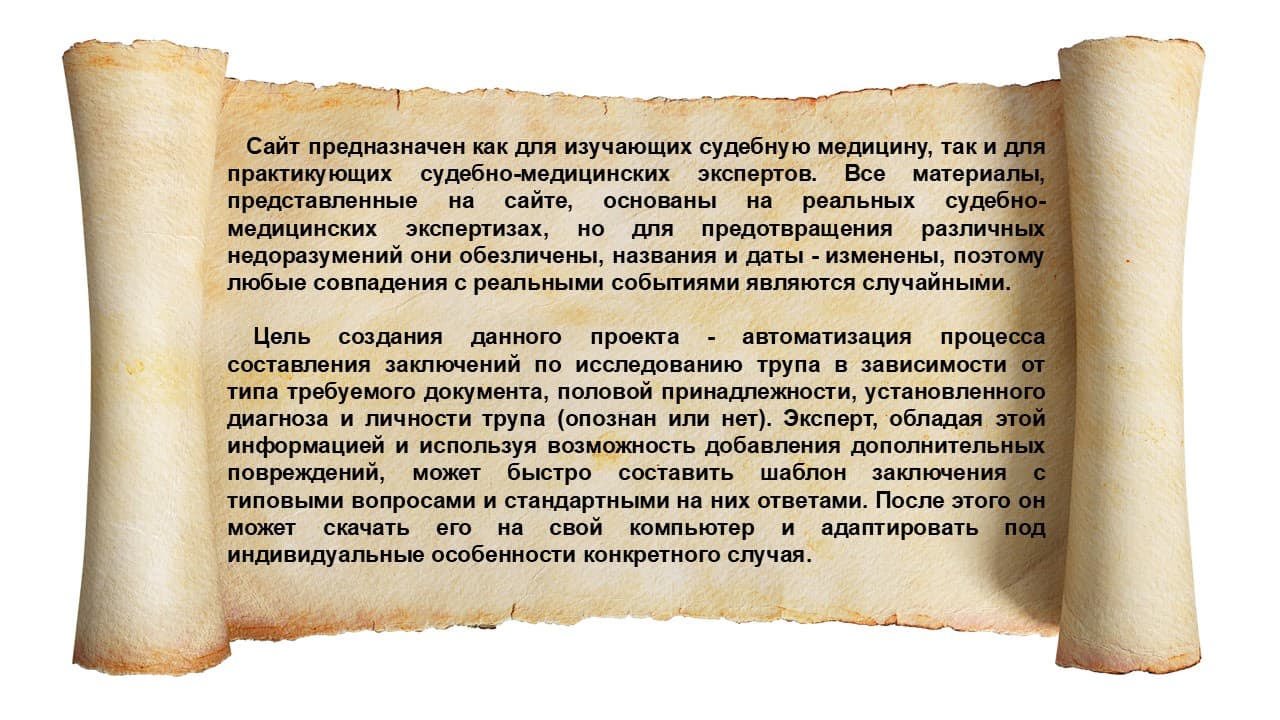 Сайт предназначен как для изучающих судебную медицину, так и для
практикующих судебно-медицинских экспертов. Все материалы,
представленные на сайте, основаны на реальных судебно-
медицинских экспертизах, но для предотвращения различных
недоразумений они обезличены, названия и даты - изменены, поэтому
любые совпадения с реальными событиями являются случайными.
Цель создания данного проекта - автоматизация процесса
составления заключений по исследованию трупа в зависимости от
типа требуемого документа, половой принадлежности, установленного
диагноза и личности трупа (опознан или нет). Эксперт, обладая этой
информацией и используя возможность добавления дополнительных
повреждений, может быстро составить шаблон заключения с
типовыми вопросами и стандартными на них ответами. После этого он
может скачать его на свой компьютер и адаптировать под
индивидуальные особенности конкретного случая.